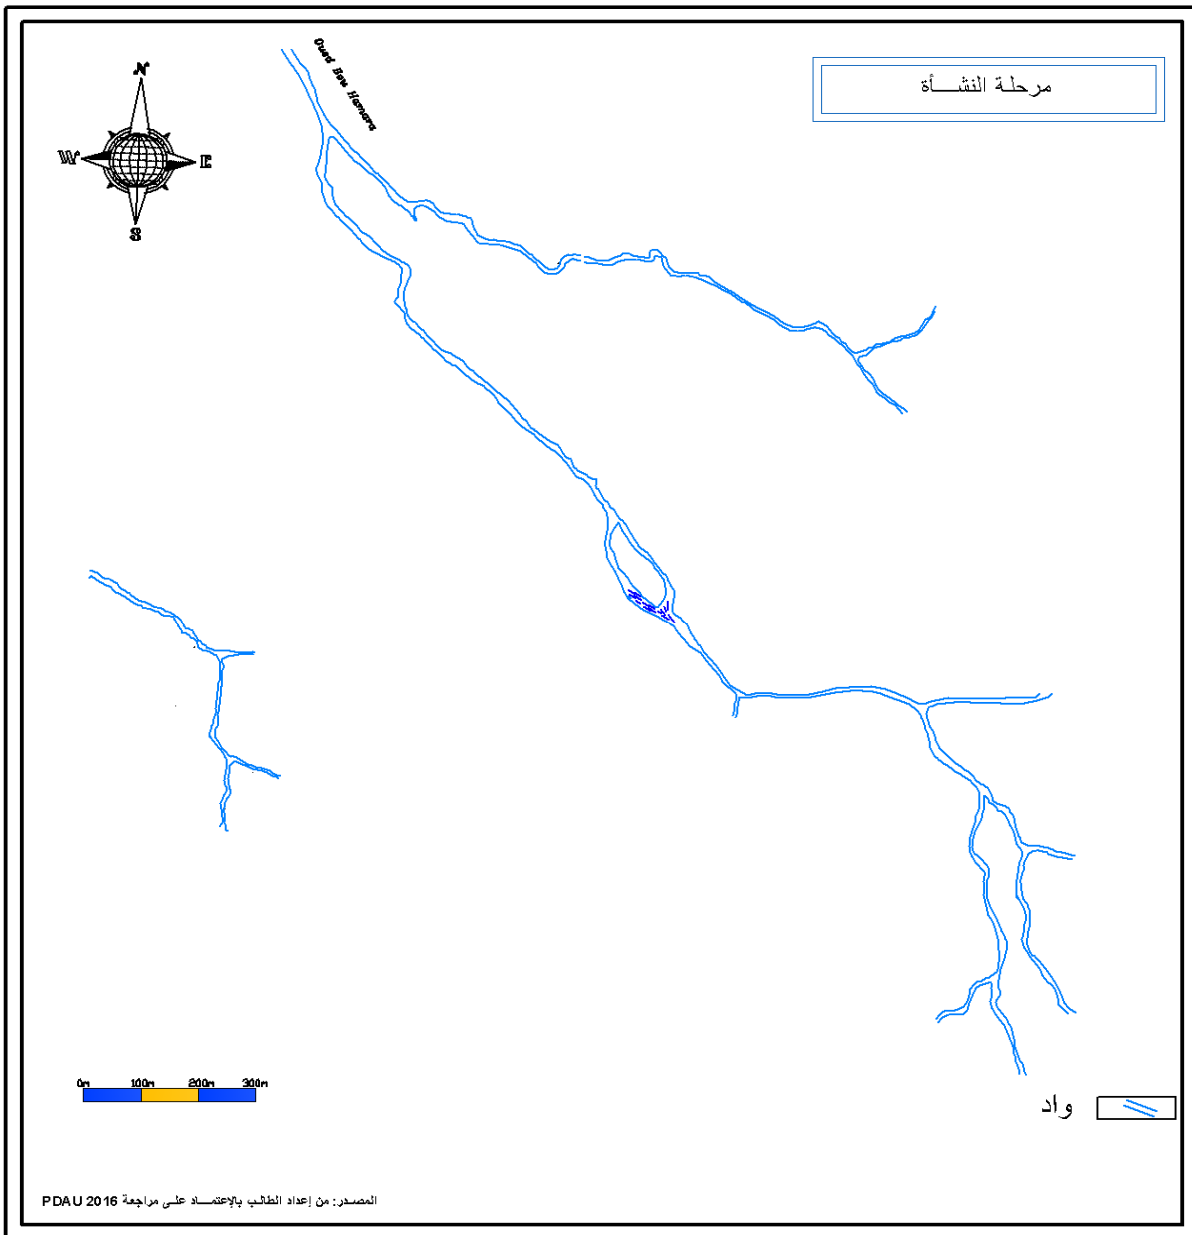 مرحلة النشـــأة
Oued Bou Hamara
N
W
E
S
0m 100m 200m 300m
واد
المصدر: من إعداد الطالب بالإعتمـــاد على مراجعة PDAU 2016